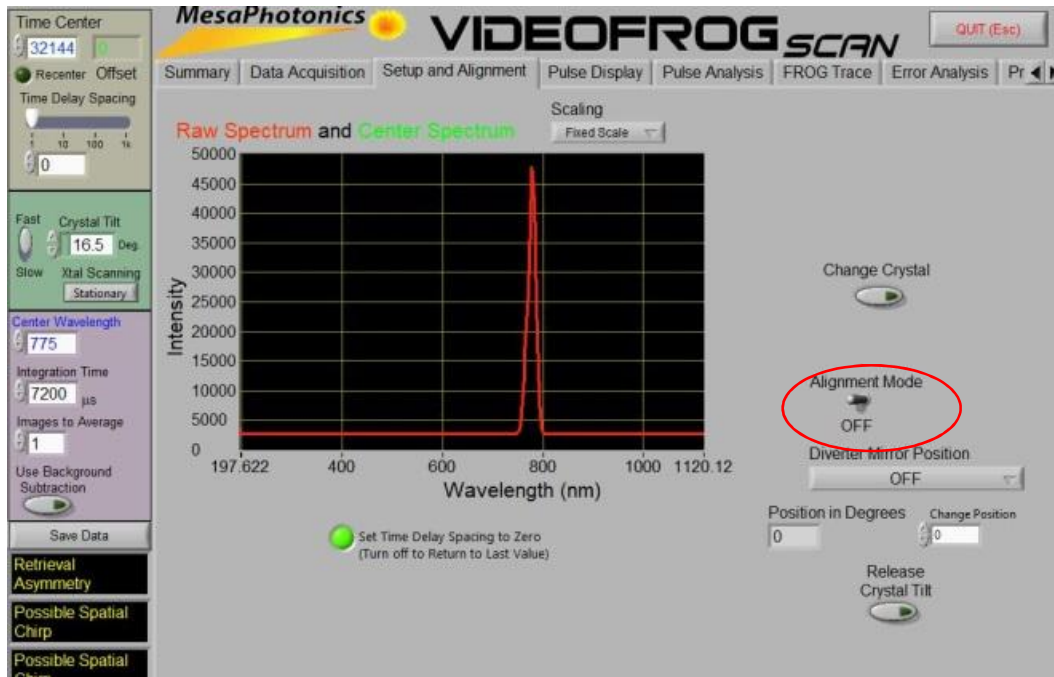 MesaPhotonics
VIDEOFROG SCAN
QUIT (Esc)
Time Center
32144 0
Recenter Offset
Time Delay Spacing
1 10 100 1k
0
Fast
Crystal Tilt
16.5 Deg.
Slow
Xtal Scanning
Stationary
Center Wavelength
775
Integration Time
7200 µs
Images to Average
1
Use Background
Subtraction
Save Data
Retrieval
Asymmetry
Possible Spatial
Chirp
Possible Spatial
Summary Data Acquisition Setup and Alignment Pulse Display Pulse Analysis FROG Trace Error Analysis Pr
Scaling
Fixed Scale
Raw Spectrum and Center Spectrum
50000
45000
40000
35000
30000
25000
20000
15000
10000
5000
0
Intensity
197.622 400 600 800 1000 1120.12
Wavelength (nm)
Set Time Delay Spacing to Zero
(Turn off to Return to Last Value)
Change Crystal
Alignment Mode
OFF
Diverter Mirror Position
OFF
Position in Degrees Change Position
0 0
Release
Crystal Tilt